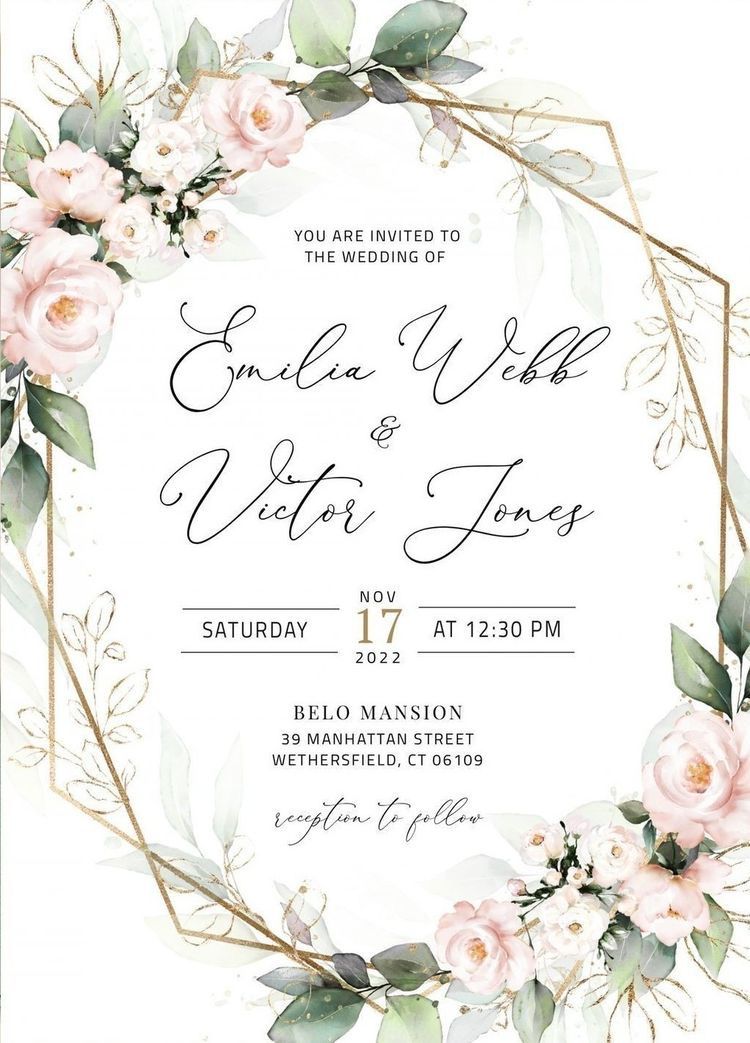 YOU ARE INVITED TO
THE WEDDING OF
Emilia Webb
&
Victor Jones
NOV
SATURDAY 17 AT 12:30 PM
2022
BELO MANSION
39 MANHATTAN STREET
WETHERSFIELD, CT 06109
reception to follow